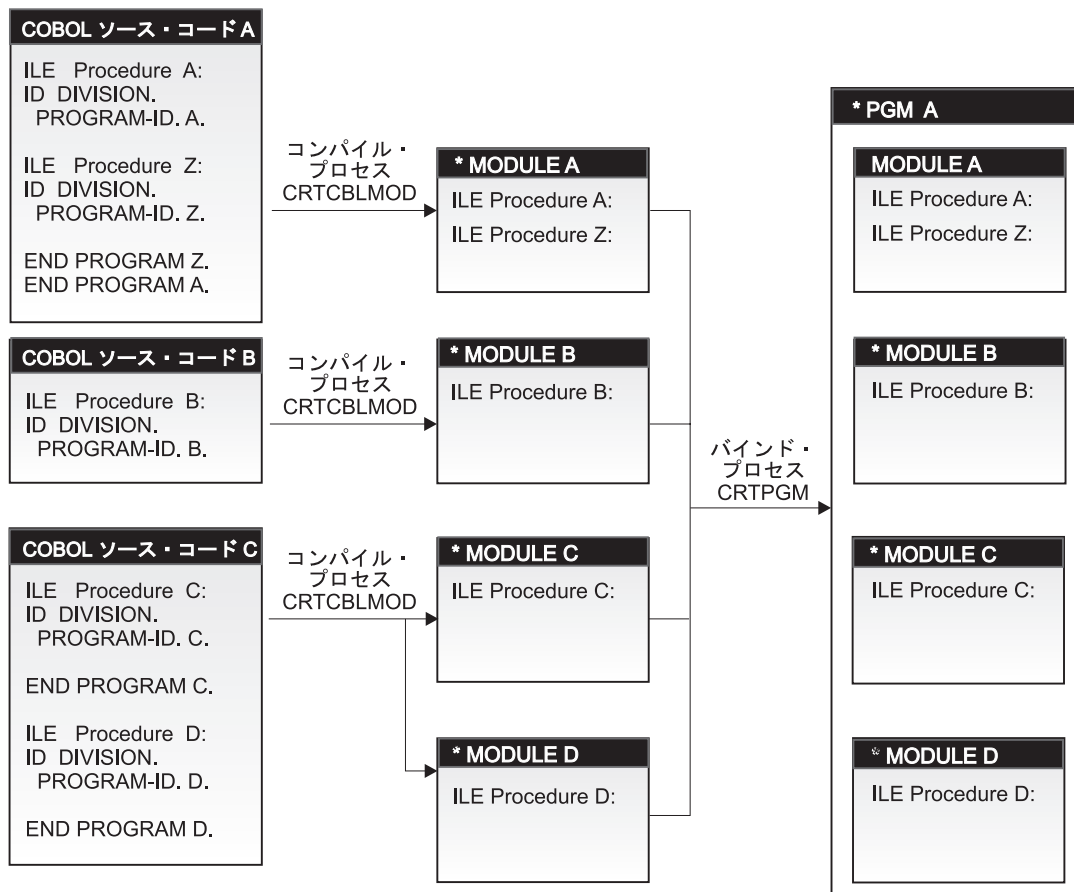 COBOL ソース・コード A
ILE Procedure A:
ID DIVISION.
PROGRAM-ID. A.
ILE Procedure Z:
ID DIVISION.
PROGRAM-ID. Z.
END PROGRAM Z.
END PROGRAM A.
コンパイル・
プロセス
CRTCBLMOD
* MODULE A
ILE Procedure A:
ILE Procedure Z:
COBOL ソース・コード B
ILE Procedure B:
ID DIVISION.
PROGRAM-ID. B.
コンパイル・
プロセス
CRTCBLMOD
* MODULE B
ILE Procedure B:
COBOL ソース・コード C
ILE Procedure C:
ID DIVISION.
PROGRAM-ID. C.
END PROGRAM C.
ILE Procedure D:
ID DIVISION.
PROGRAM-ID. D.
END PROGRAM D.
コンパイル・
プロセス
CRTCBLMOD
* MODULE C
ILE Procedure C:
* MODULE D
ILE Procedure D:
バインド・
プロセス
CRTPGM
* PGM A
MODULE A
ILE Procedure A:
ILE Procedure Z:
* MODULE B
ILE Procedure B:
* MODULE C
ILE Procedure C:
* MODULE D
ILE Procedure D: